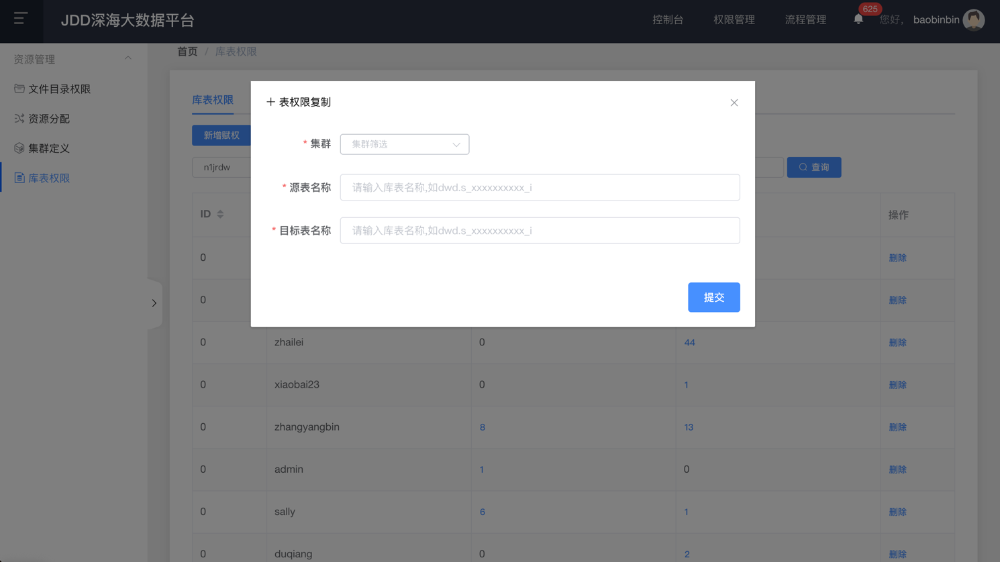 JDD深海大数据平台
控制台
权限管理
流程管理
625
您好，
baobinbin
资源管理
文件目录权限
资源分配
集群定义
库表权限
首页 / 库表权限
库表权限
新增赋权
n1jrdw
查询
表权限复制
* 集群
集群筛选
* 源表名称
请输入库表名称,如dwd.s_xxxxxxxxxx_i
* 目标表名称
请输入库表名称,如dwd.s_xxxxxxxxxx_i
提交
ID 操作
0 删除
0 删除
0 zhailei 0 44 删除
0 xiaobai23 0 1 删除
0 zhangyangbin 8 13 删除
0 admin 1 0 删除
0 sally 6 1 删除
0 duqiang 0 2 删除